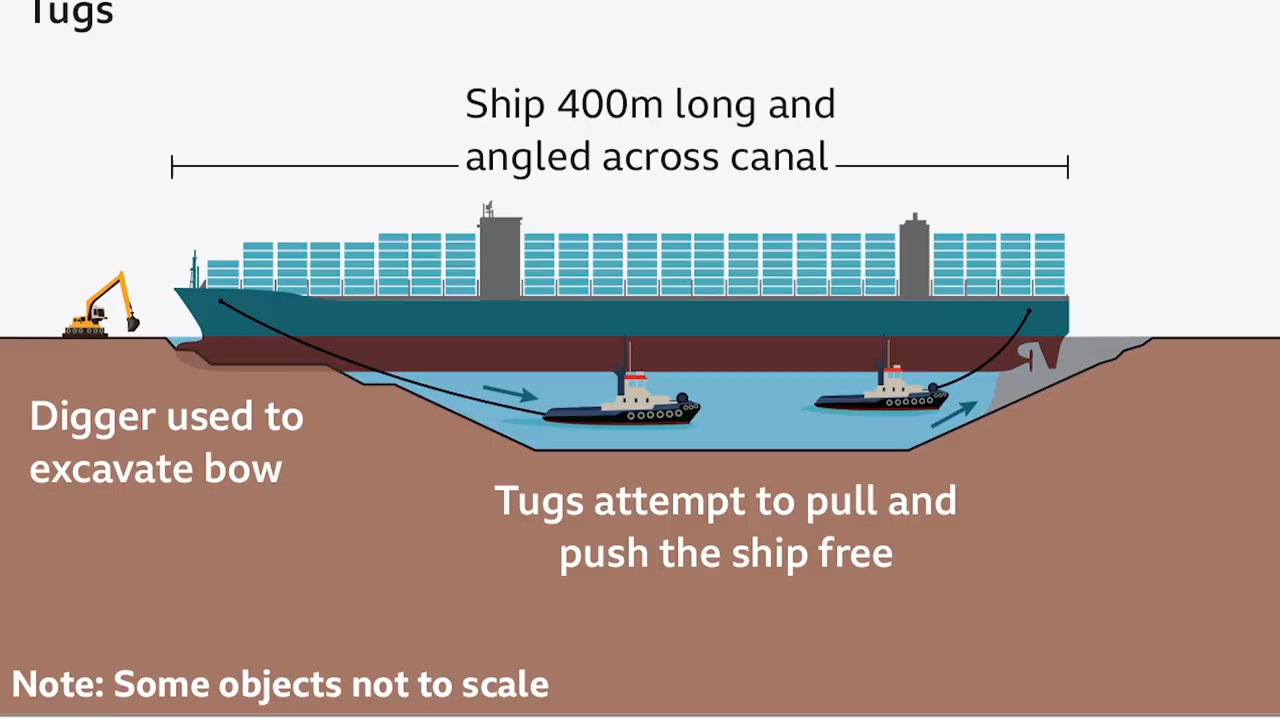 Tugs
Ship 400m long and
angled across canal
Digger used to
excavate bow
Tugs attempt to pull and
push the ship free
Note: Some objects not to scale